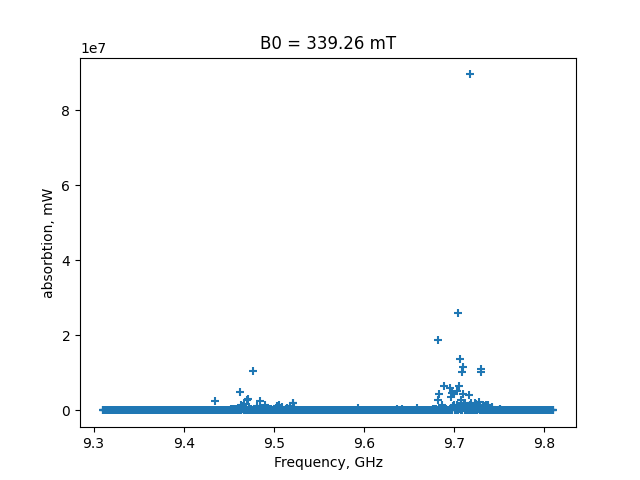 B0 = 339.26 mT
1e7
8
6
4
2
0
absorbtion, mW
9.3 9.4 9.5 9.6 9.7 9.8
Frequency, GHz